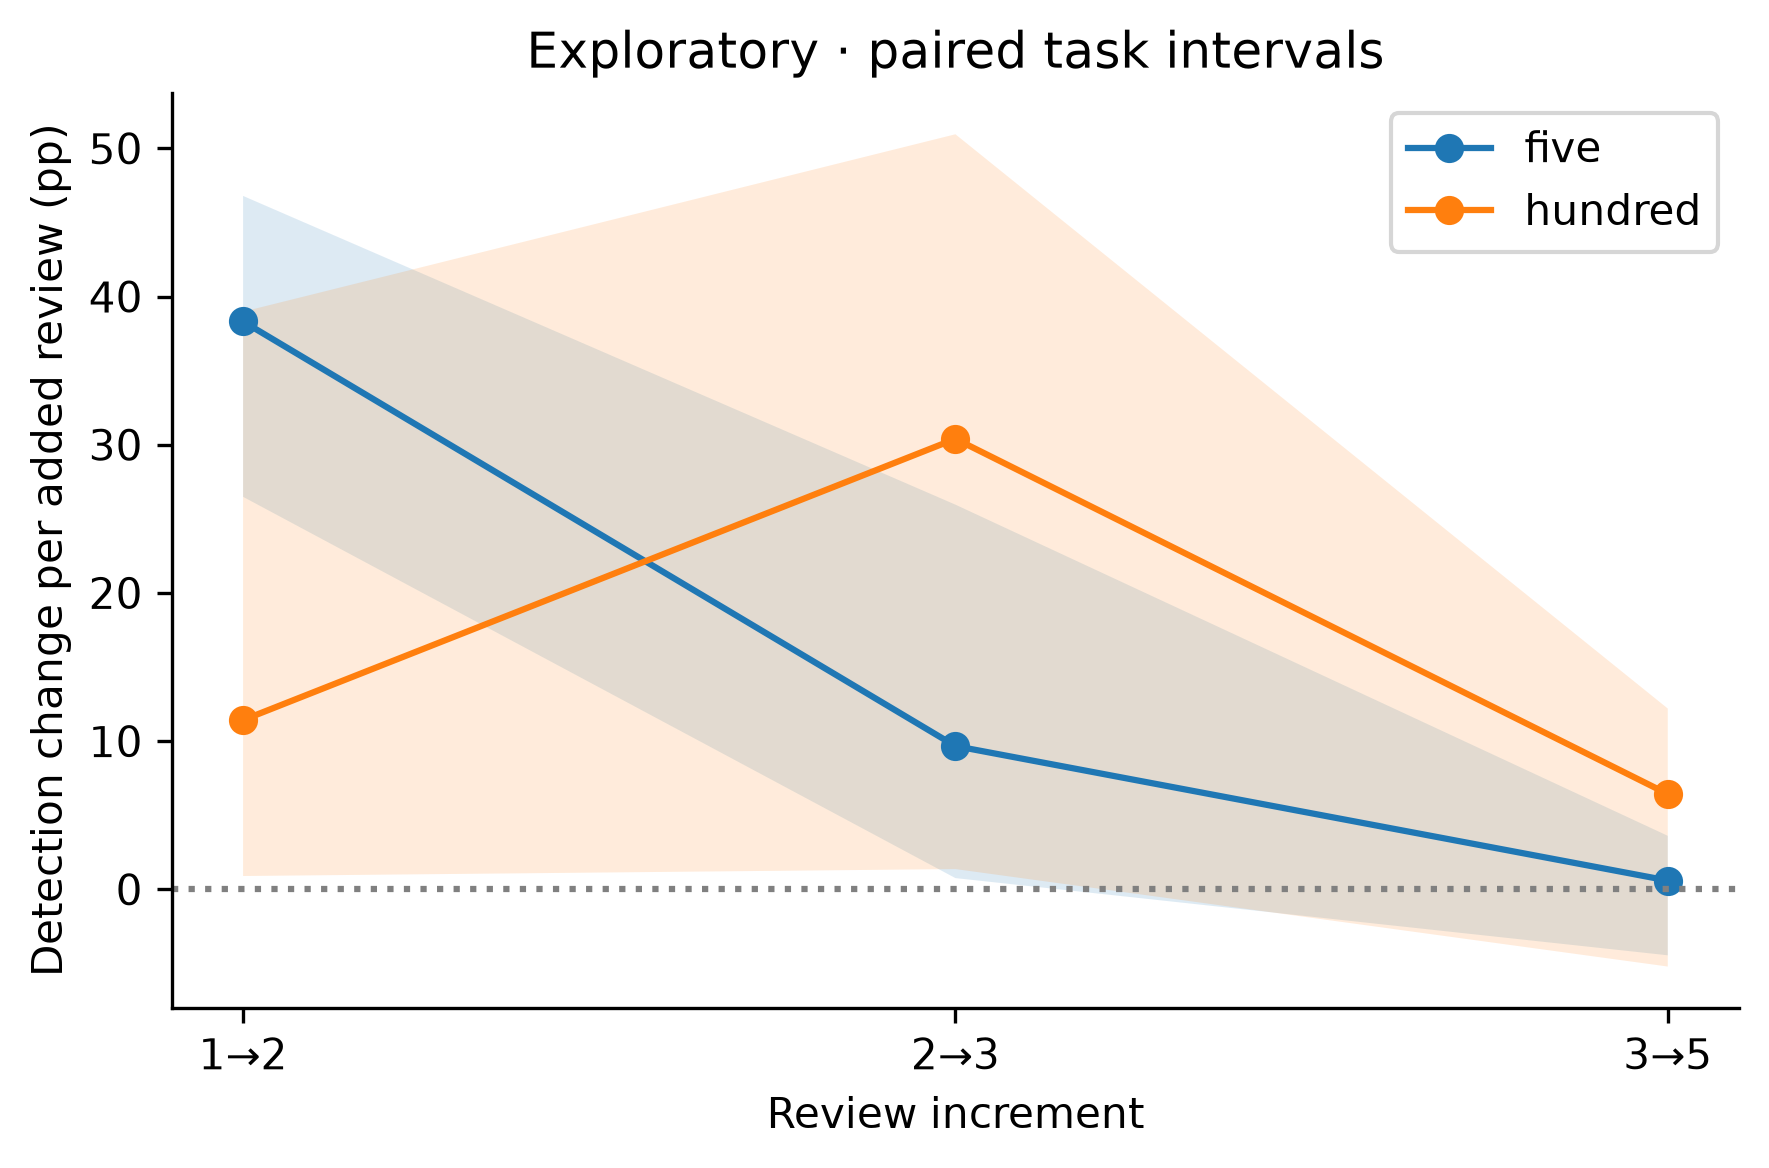 Exploratory · paired task intervals
Detection change per added review (pp)
50
40
30
20
10
0
five
hundred
1→2
2→3
3→5
Review increment